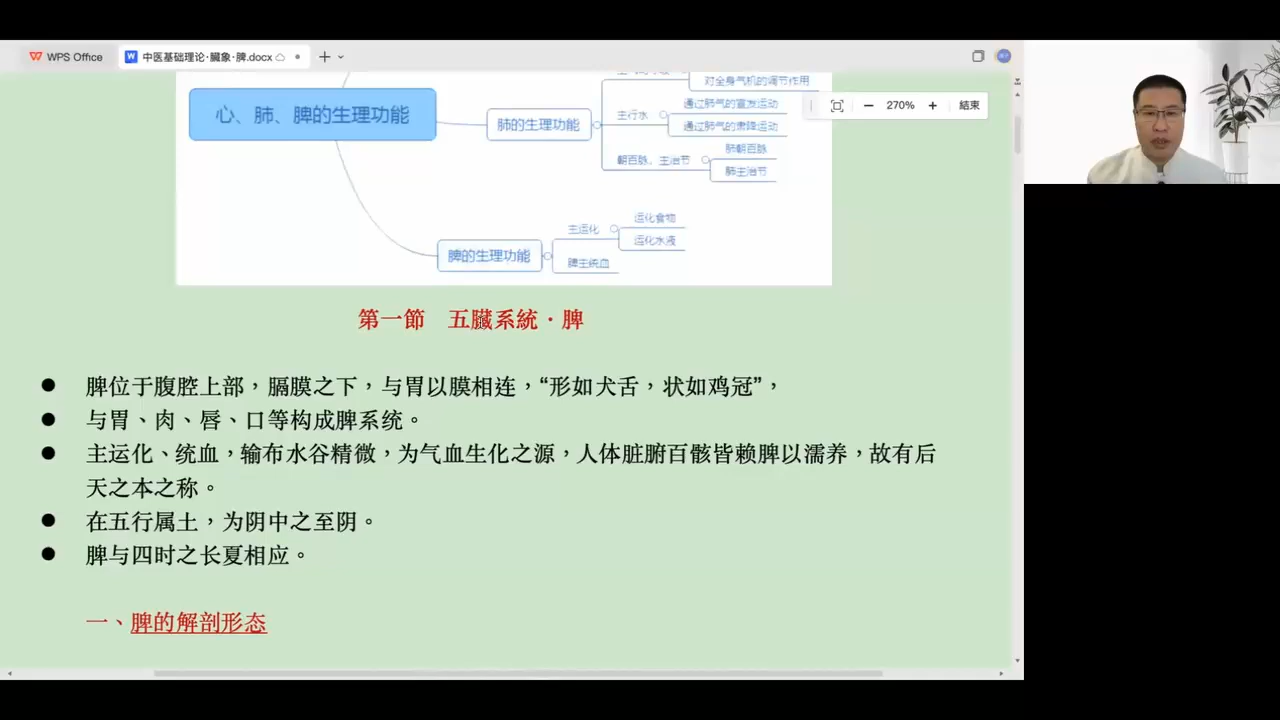 WPS Office
中医基础理论·臓象·脾.docx
270%
結束
对全身气机的调节作用
心、肺、脾的生理功能
肺的生理功能
主行水
通过肺气的宣发运动
通过肺气的肃降运动
朝百脉、主治节
肺朝百脉
肺主治节
脾的生理功能
主运化
运化食物
运化水液
脾主统血
第一節 五臟系統·脾
● 脾位于腹腔上部，膈膜之下，与胃以膜相连，“形如犬舌，状如鸡冠”，
● 与胃、肉、唇、口等构成脾系统。
● 主运化、统血，输布水谷精微，为气血生化之源，人体脏腑百骸皆赖脾以濡养，故有后
天之本之称。
● 在五行属土，为阴中之至阴。
● 脾与四时之长夏相应。
一、脾的解剖形态